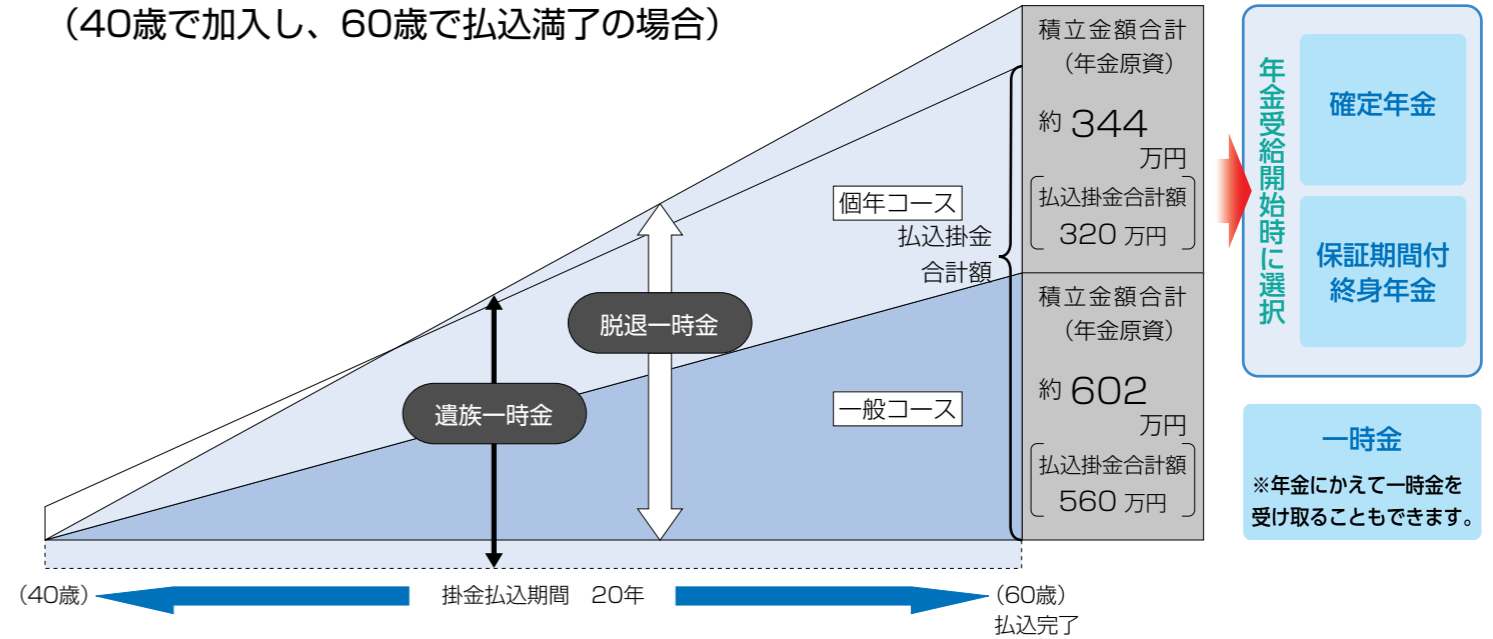 （40歳で加入し、60歳で払込満了の場合）
積立金額合計
（年金原資）
約 344
万円
払込掛金合計額
320 万円
個年コース
払込掛金
合計額
積立金額合計
（年金原資）
約 602
万円
払込掛金合計額
560 万円
一般コース
脱退一時金
遺族一時金
年金受給開始時に選択
確定年金
保証期間付
終身年金
一時金
※年金にかえて一時金を
受け取ることもできます。
（40歳）
掛金払込期間　20年
（60歳）
払込完了